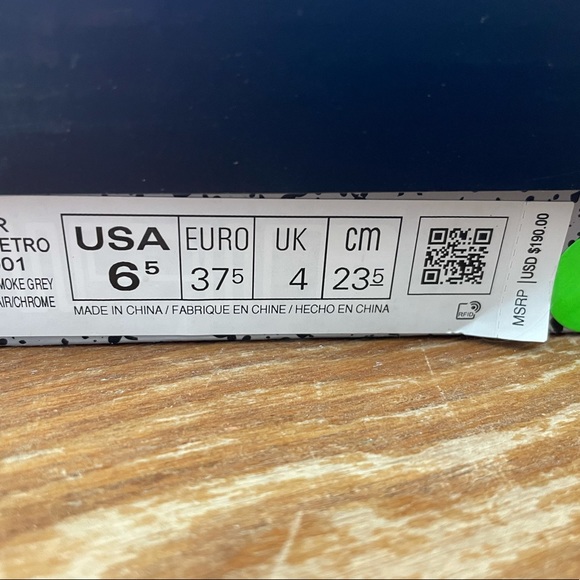 R
ETRO
01
MOKE GREY
AIR/CHROME
USA EURO UK cm
6⁵ 37⁵ 4 23⁵
MADE IN CHINA / FABRIQUE EN CHINE / HECHO EN CHINA
RFID
MSRP | USD $190.00